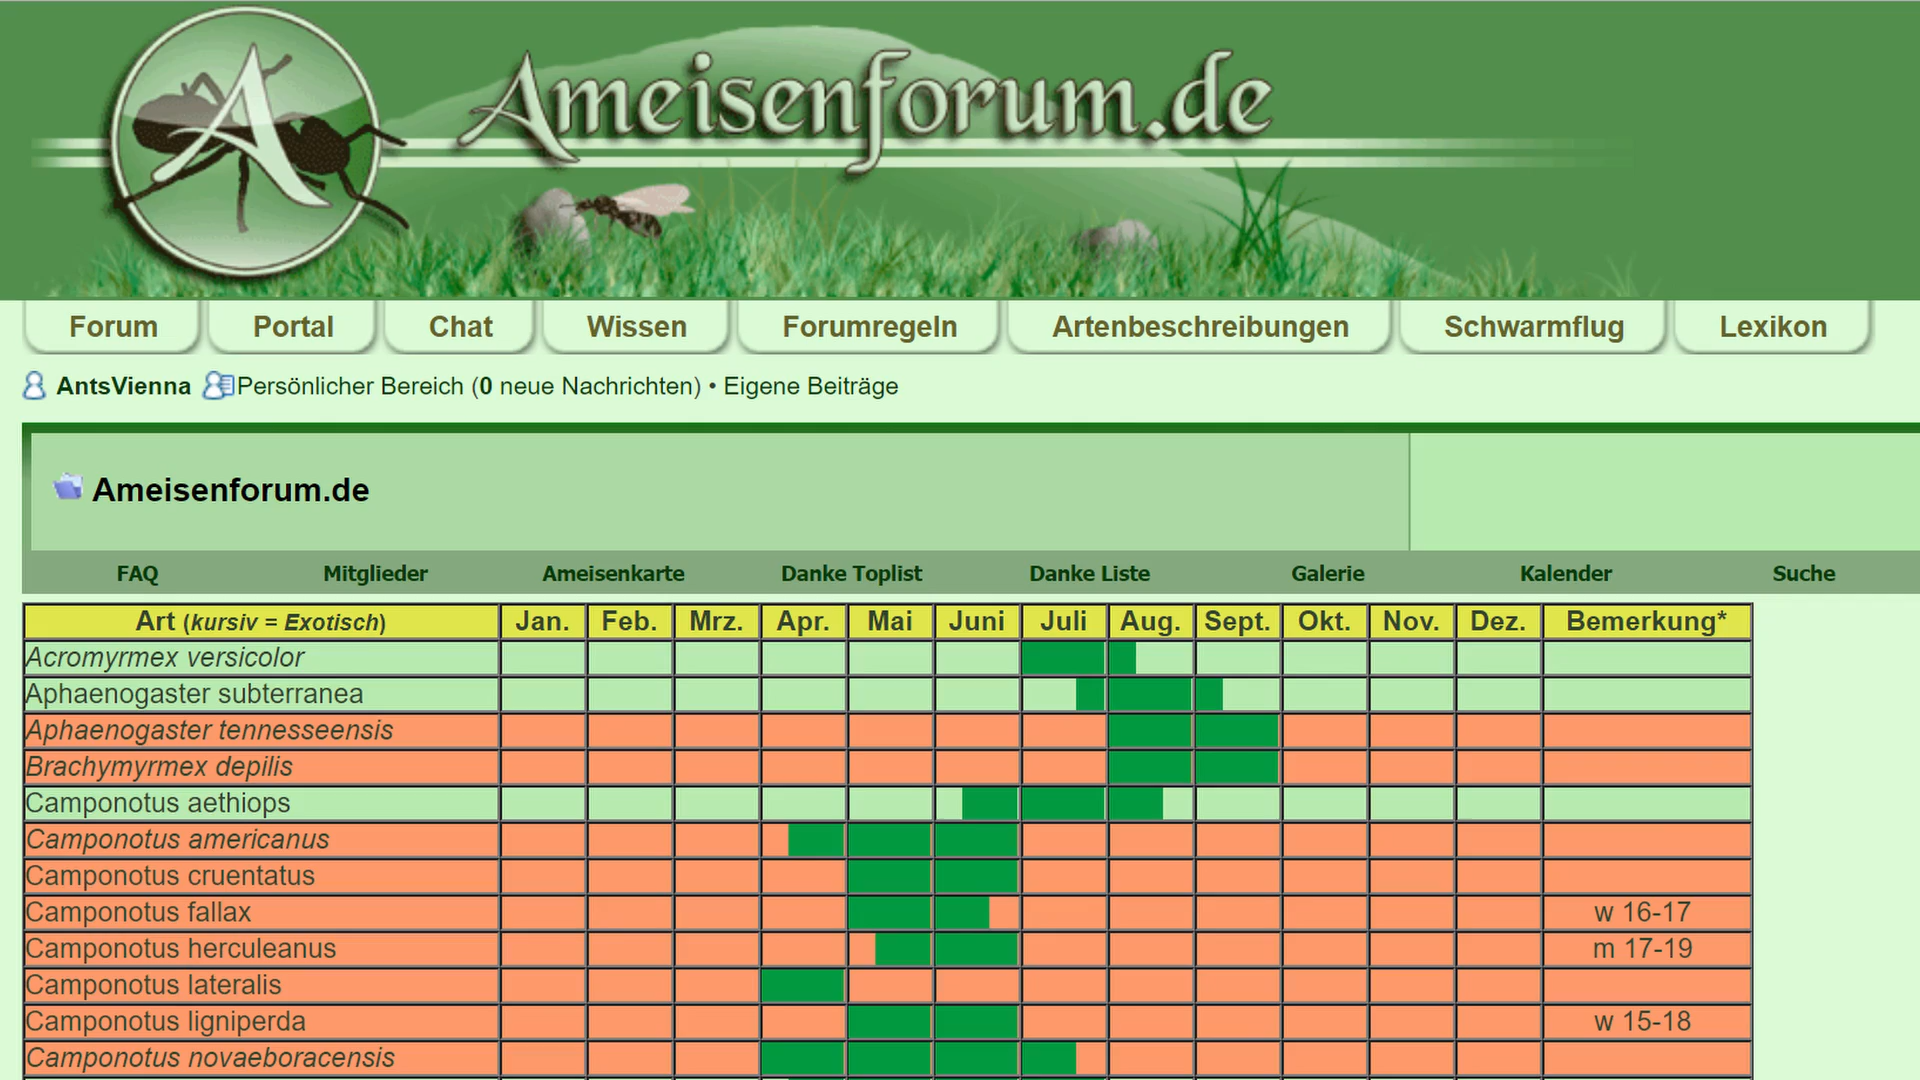 A
Ameisenforum.de
Forum Portal Chat Wissen Forumregeln Artenbeschreibungen Schwarmflug Lexikon
AntsVienna Persönlicher Bereich (0 neue Nachrichten) • Eigene Beiträge
Ameisenforum.de
FAQ Mitglieder Ameisenkarte Danke Toplist Danke Liste Galerie Kalender Suche
Art (kursiv = Exotisch) Jan. Feb. Mrz. Apr. Mai Juni Juli Aug. Sept. Okt. Nov. Dez. Bemerkung*
Acromyrmex versicolor
Aphaenogaster subterranea
Aphaenogaster tennesseensis
Brachymyrmex depilis
Camponotus aethiops
Camponotus americanus
Camponotus cruentatus
Camponotus fallax w 16-17
Camponotus herculeanus m 17-19
Camponotus lateralis
Camponotus ligniperda w 15-18
Camponotus novaeboracensis